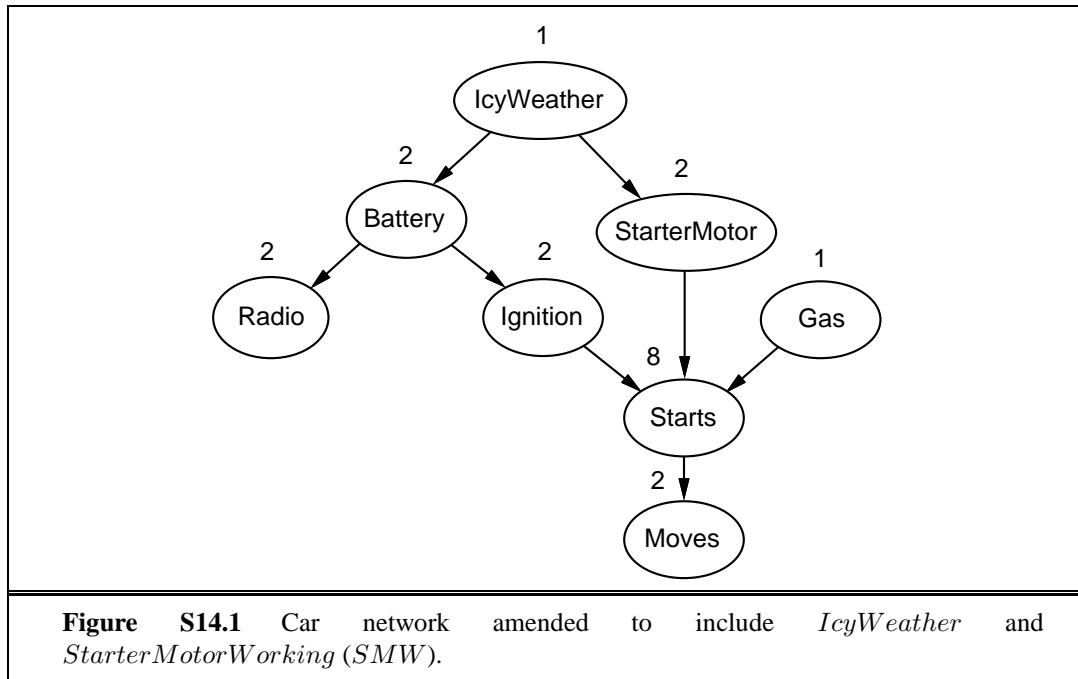 1
IcyWeather
2
2
Battery
StarterMotor
2
2
1
Radio
Ignition
Gas
8
Starts
2
Moves
Figure S14.1 Car network amended to include IcyWeather and
StarterMotorWorking (SMW).